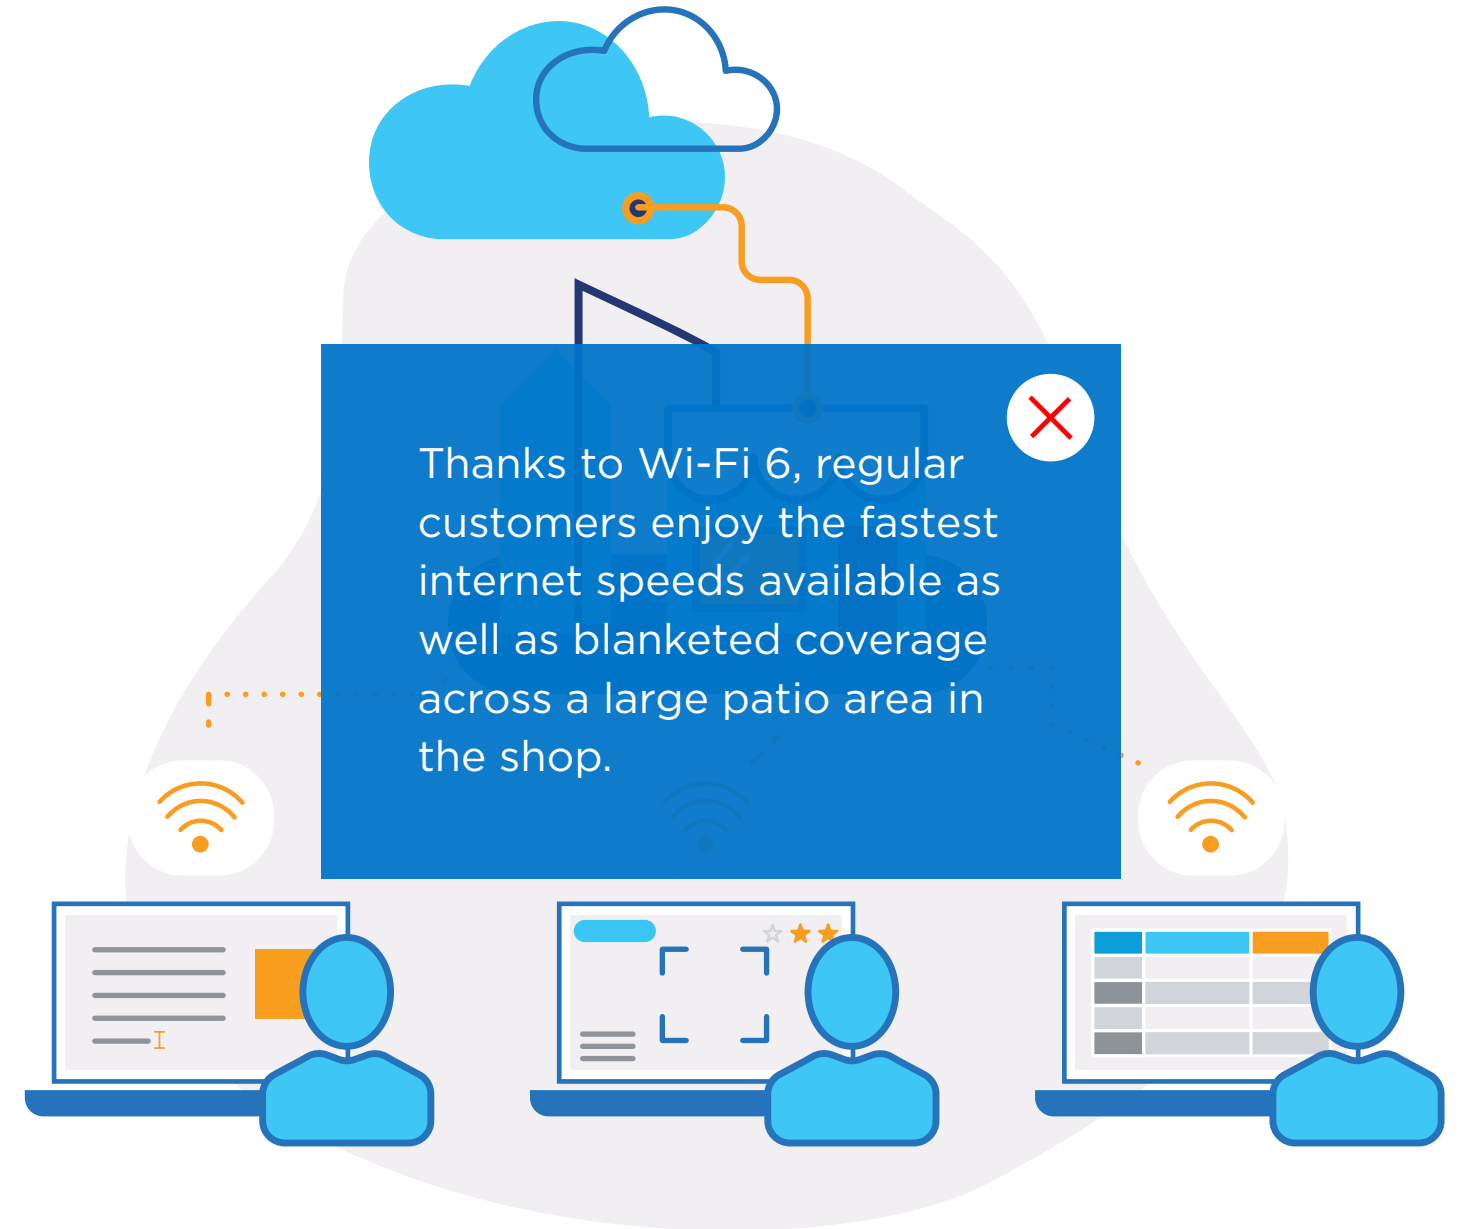 Thanks to Wi-Fi 6, regular
customers enjoy the fastest
internet speeds available as
well as blanketed coverage
across a large patio area in
the shop.